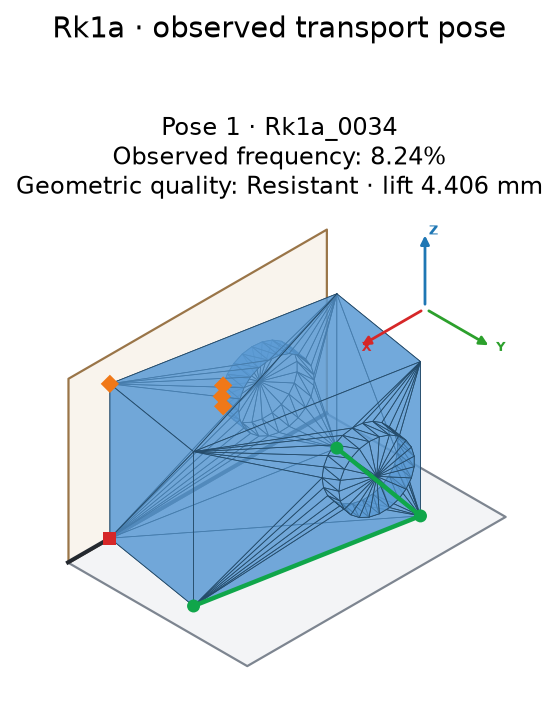 Rk1a · observed transport pose
Pose 1 · Rk1a_0034
Observed frequency: 8.24%
Geometric quality: Resistant · lift 4.406 mm
Z
X
Y